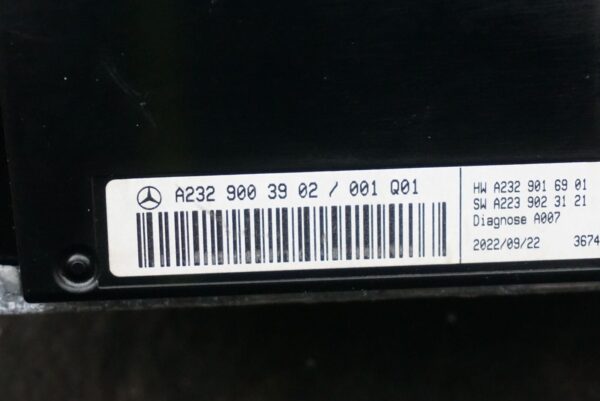 A232 900 39 02 / 001 Q01
HW A232 901 69 01
SW A223 902 31 21
Diagnose A007
2022/09/22 3674